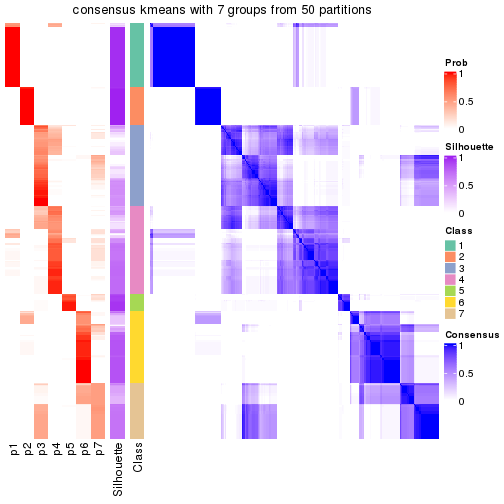 consensus kmeans with 7 groups from 50 partitions
Prob
1
0.5
0
Silhouette
1
0.5
0
Class
1
2
3
4
5
6
7
Consensus
1
0.5
0
p1
p2
p3
p4
p5
p6
p7
Silhouette
Class